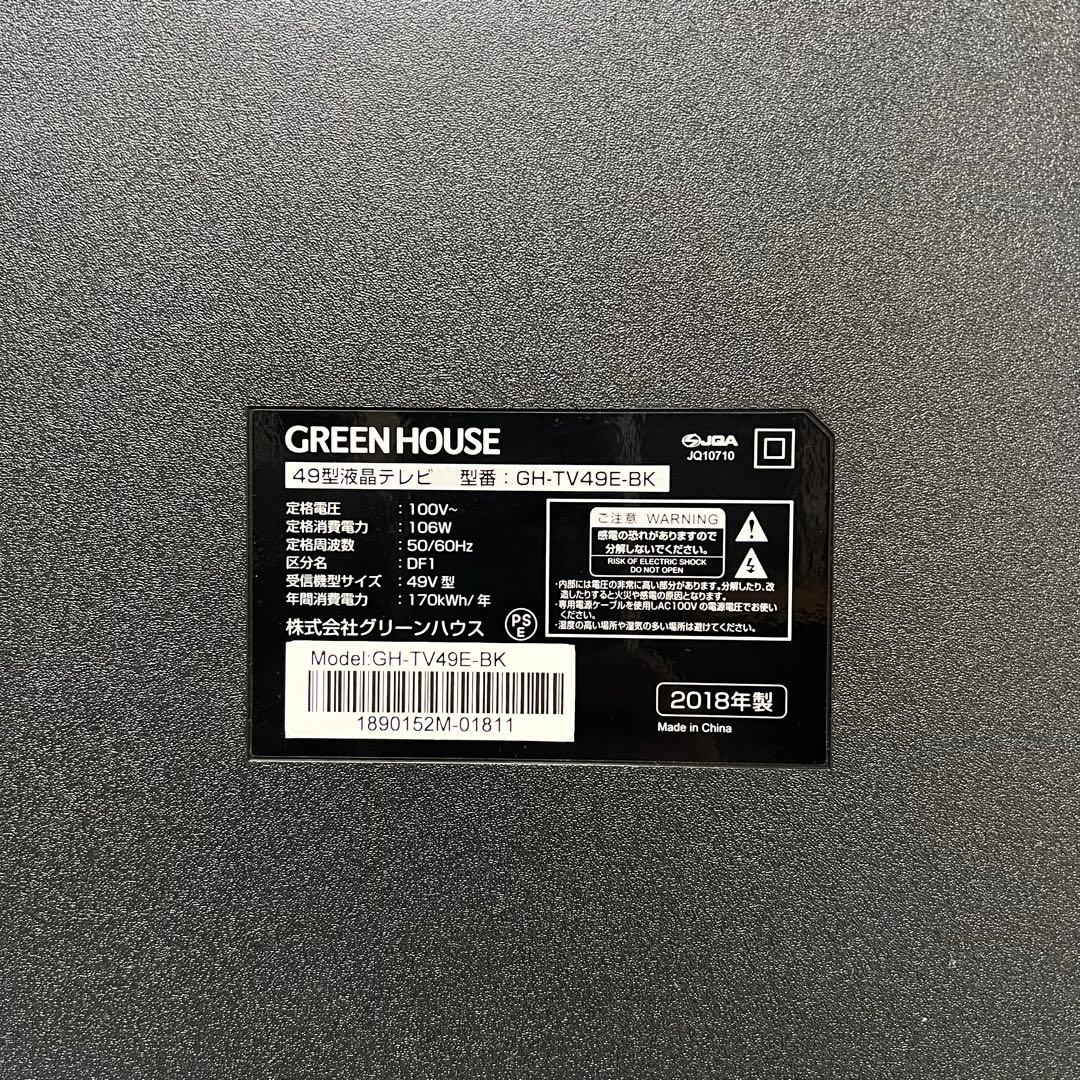 GREEN HOUSE
JQA
JQ10710
49型液晶テレビ 型番：GH-TV49E-BK
定格電圧 ：100V~
定格消費電力 ：106W
定格周波数 ：50/60Hz
区分名 ：DF1
受信機型サイズ ：49V 型
年間消費電力 ：170kWh/年
株式会社グリーンハウス
PS
E
ご注意 WARNING
感電の恐れがありますので
分解しないでください。
RISK OF ELECTRIC SHOCK
DO NOT OPEN
・内部には電圧の非常に高い部分があります。分解したり、改
造したりすると火災や感電の原因となります。
・専用電源ケーブルを使用しAC100Vの電源電圧でお使い
ください。
・湿度の高い場所や湿気の多い場所は避けてください。
Model:GH-TV49E-BK
1890152M-01811
2018年製
Made in China